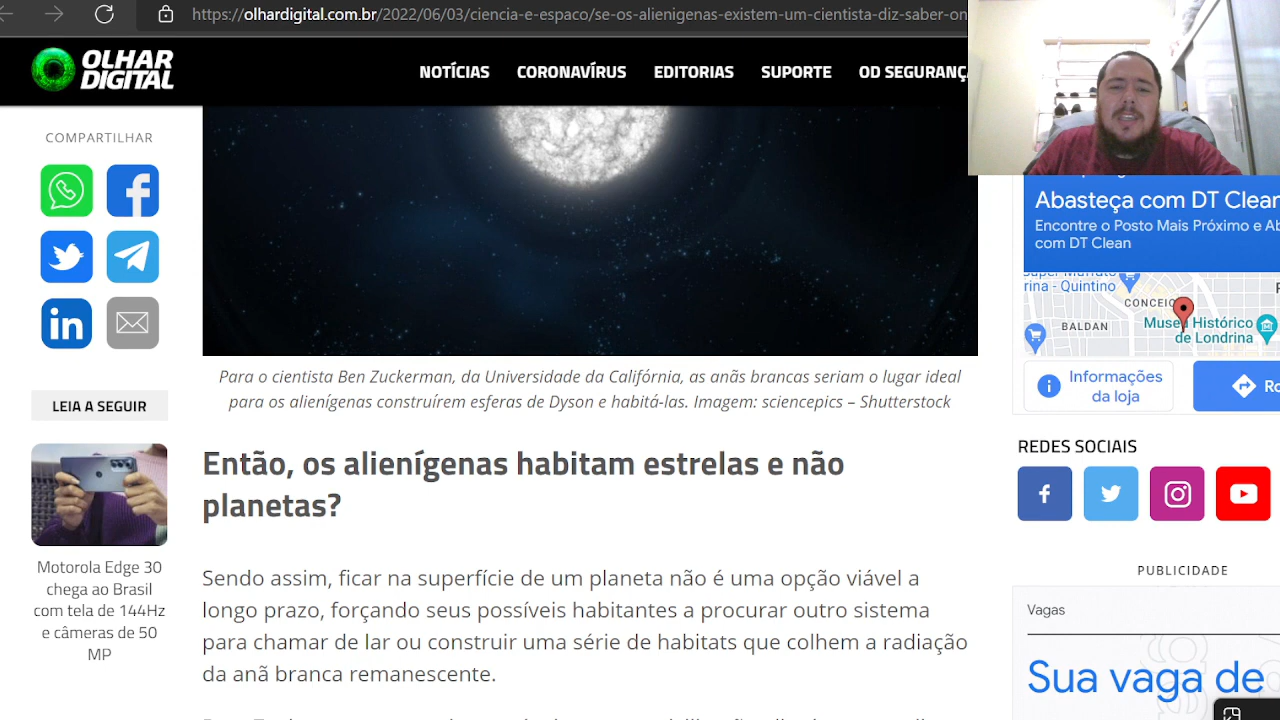 https://olhardigital.com.br/2022/06/03/ciencia-e-espaco/se-os-alienigenas-existem-um-cientista-diz-saber-on
OLHAR
DIGITAL
NOTÍCIAS CORONAVÍRUS EDITORIAS SUPORTE OD SEGURANÇA
COMPARTILHAR
in
LEIA A SEGUIR
Motorola Edge 30
chega ao Brasil
com tela de 144Hz
e câmeras de 50
MP
Para o cientista Ben Zuckerman, da Universidade da Califórnia, as anãs brancas seriam o lugar ideal
para os alienígenas construírem esferas de Dyson e habitá-las. Imagem: sciencepics – Shutterstock
Então, os alienígenas habitam estrelas e não
planetas?
Sendo assim, ficar na superfície de um planeta não é uma opção viável a
longo prazo, forçando seus possíveis habitantes a procurar outro sistema
para chamar de lar ou construir uma série de habitats que colhem a radiação
da anã branca remanescente.
Abasteça com DT Clean
Encontre o Posto Mais Próximo e Ab
com DT Clean
rina - Quintino
CONCEIÇ
BALDAN
Museu Histórico
de Londrina
Informações
da loja
Ro
REDES SOCIAIS
PUBLICIDADE
Vagas
Sua vaga de